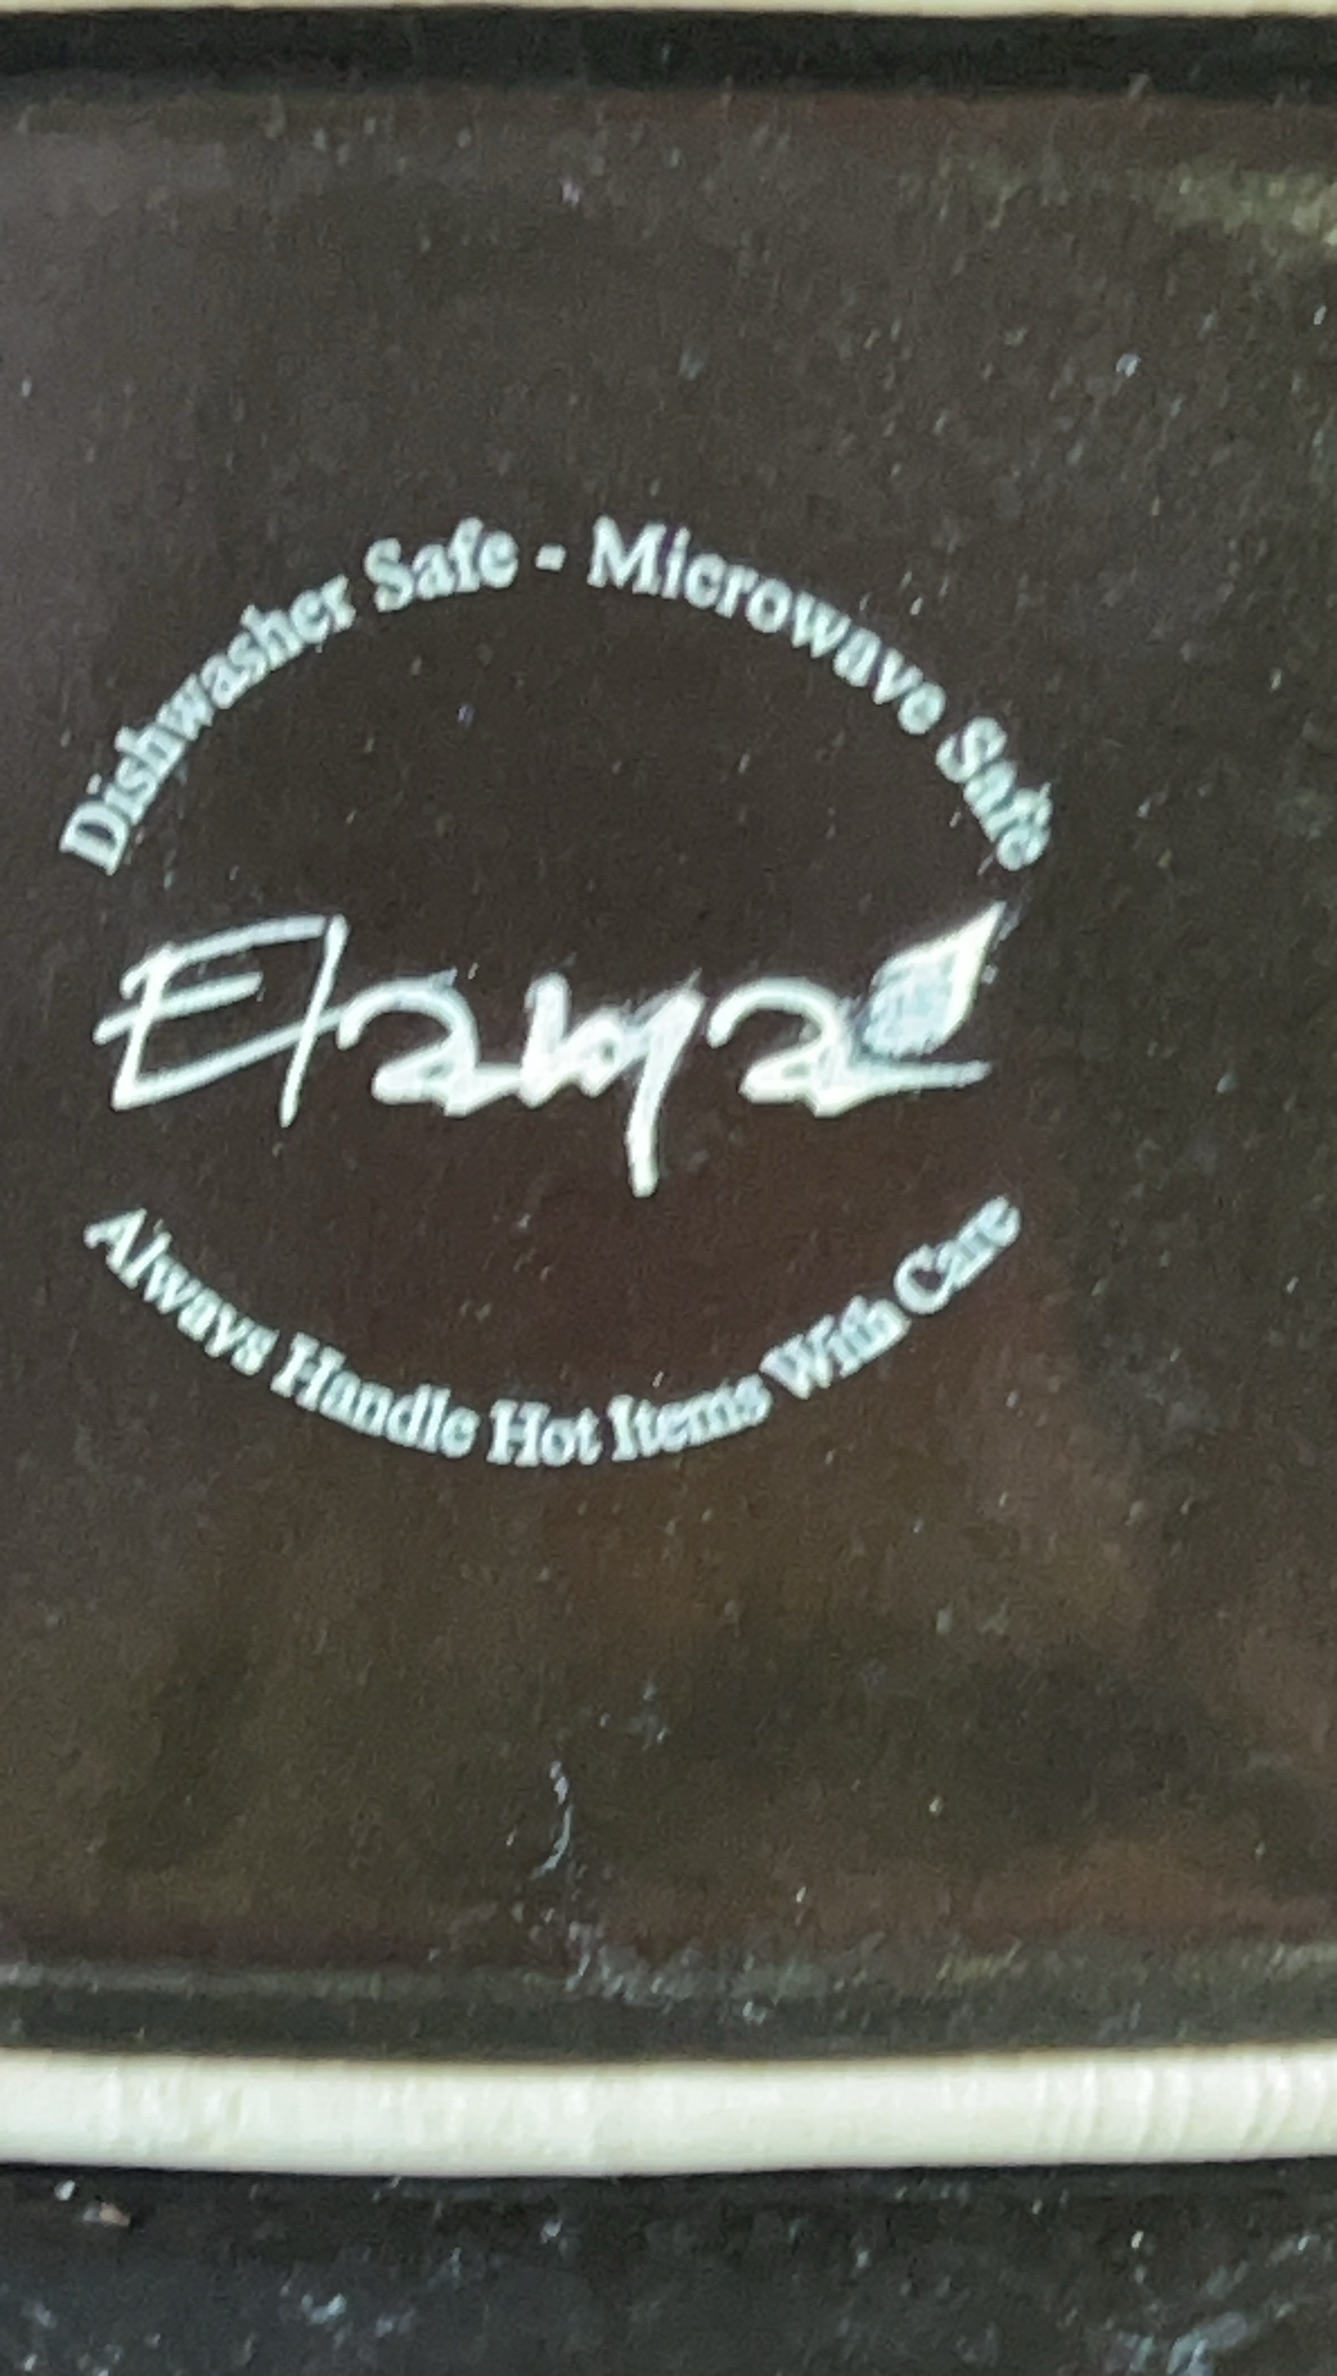 Dishwasher Safe - Microwave Safe
Elama
Always Handle Hot Items With Care